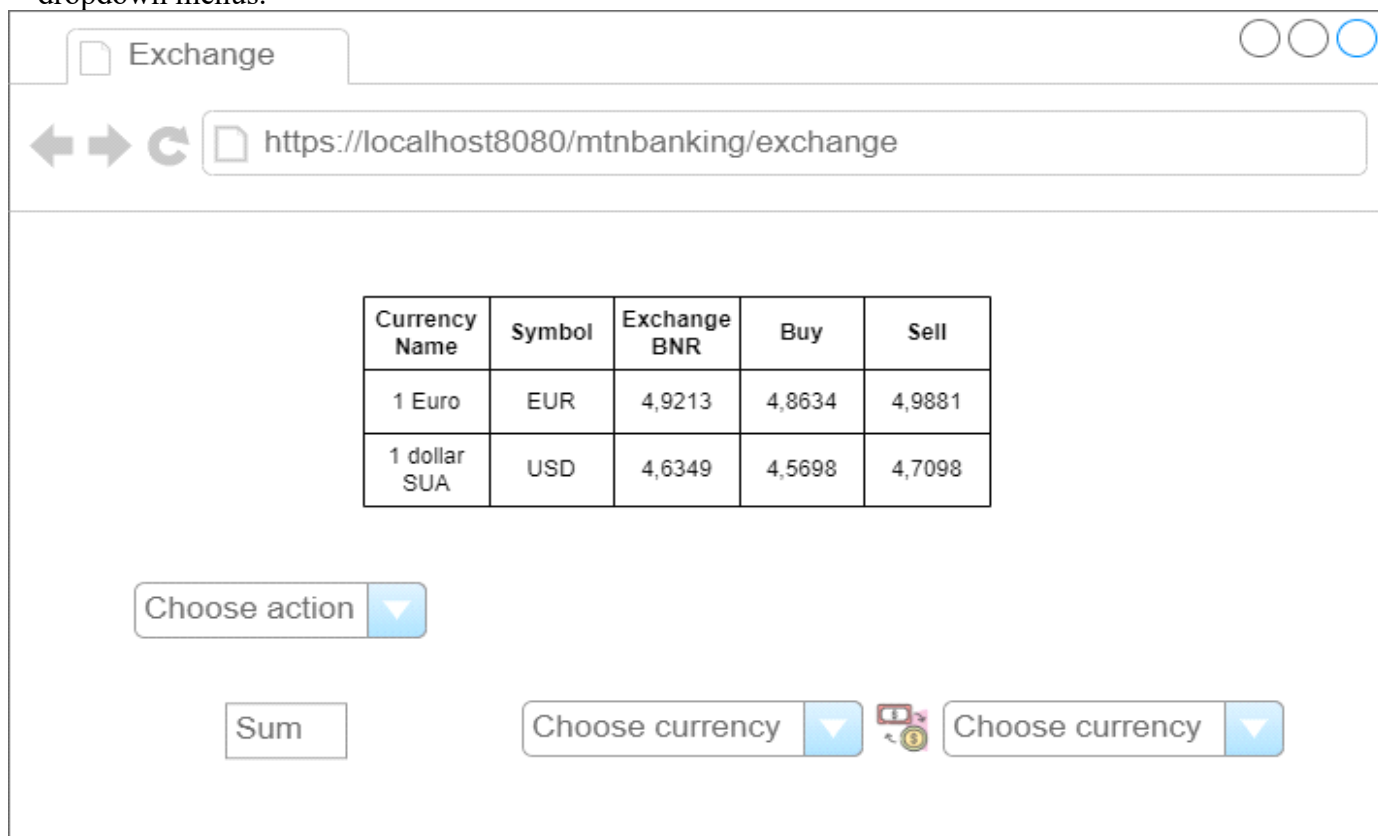 dropdown menus.
Exchange
https://localhost8080/mtnbanking/exchange
Currency Name Symbol Exchange BNR Buy Sell
1 Euro EUR 4,9213 4,8634 4,9881
1 dollar SUA USD 4,6349 4,5698 4,7098
Choose action
Sum Choose currency Choose currency